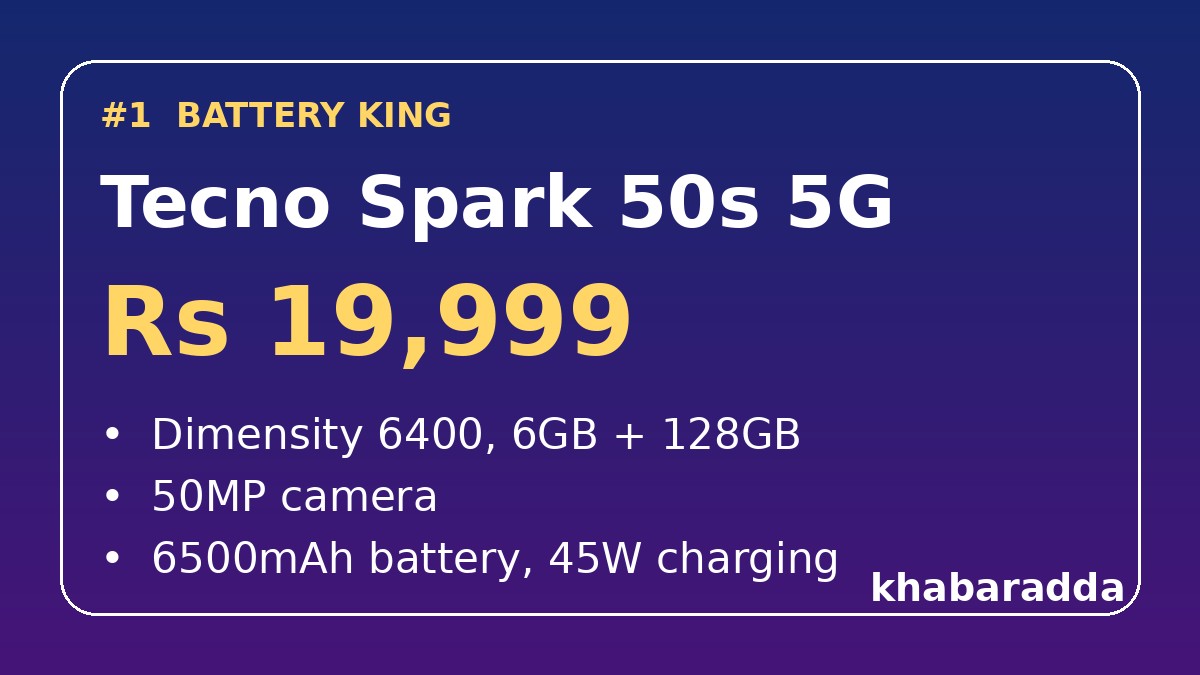 #1 BATTERY KING
Tecno Spark 50s 5G
Rs 19,999
• Dimensity 6400, 6GB + 128GB
• 50MP camera
• 6500mAh battery, 45W charging
khabaradda